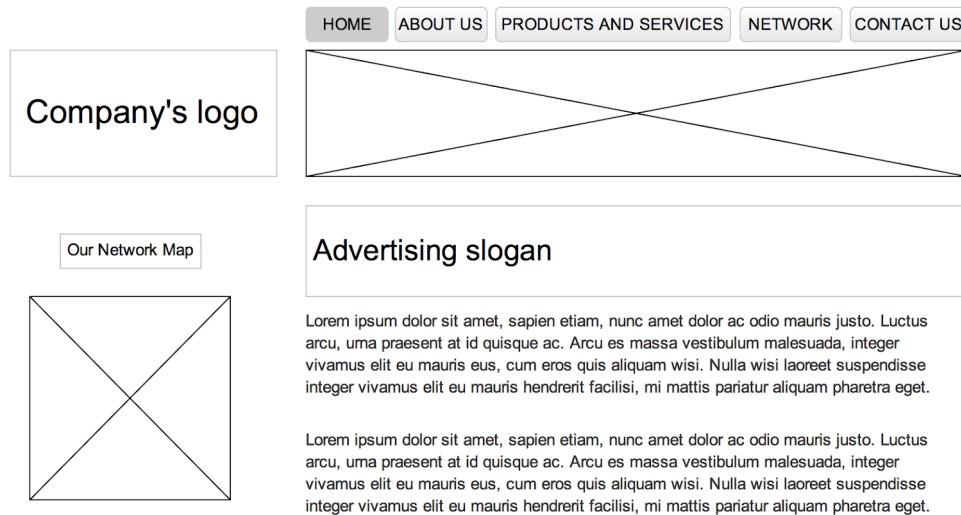 HOME ABOUT US PRODUCTS AND SERVICES NETWORK CONTACT US
Company's logo
Our Network Map
Advertising slogan
Lorem ipsum dolor sit amet, sapien etiam, nunc amet dolor ac odio mauris justo. Luctus
arcu, urna praesent at id quisque ac. Arcu es massa vestibulum malesuada, integer
vivamus elit eu mauris eus, cum eros quis aliquam wisi. Nulla wisi laoreet suspendisse
integer vivamus elit eu mauris hendrerit facilisi, mi mattis pariatur aliquam pharetra eget.
Lorem ipsum dolor sit amet, sapien etiam, nunc amet dolor ac odio mauris justo. Luctus
arcu, urna praesent at id quisque ac. Arcu es massa vestibulum malesuada, integer
vivamus elit eu mauris eus, cum eros quis aliquam wisi. Nulla wisi laoreet suspendisse
integer vivamus elit eu mauris hendrerit facilisi, mi mattis pariatur aliquam pharetra eget.